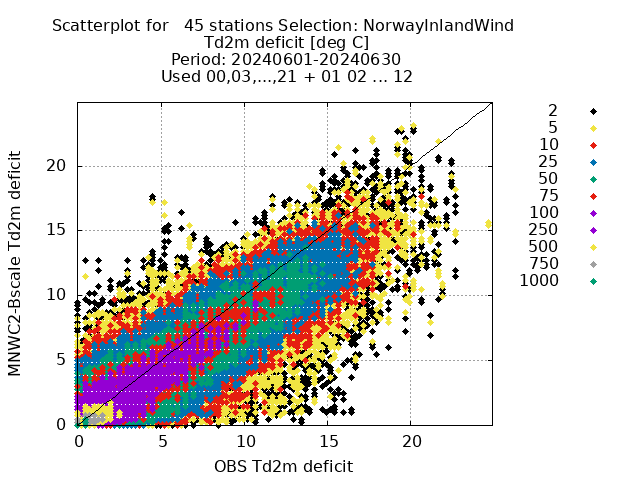 Scatterplot for   45 stations Selection: NorwayInlandWind
Td2m deficit [deg C]
Period: 20240601-20240630
Used 00,03,...,21 + 01 02 ... 12
MNWC2-Bscale Td2m deficit
20
15
10
5
0
0 5 10 15 20
OBS Td2m deficit
2
5
10
25
50
75
100
250
500
750
1000